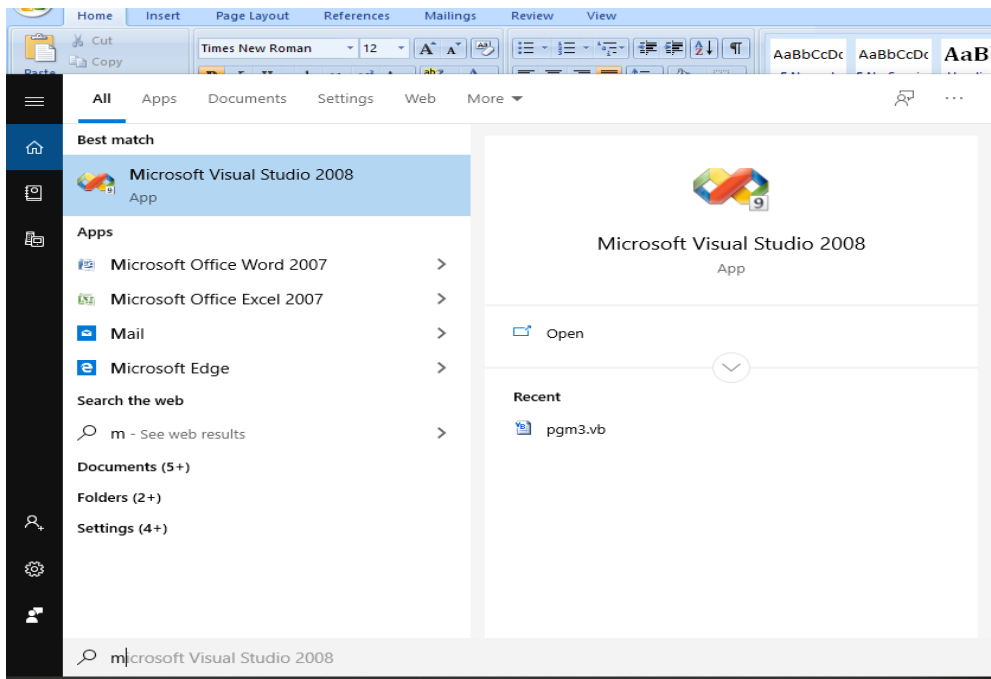 Home Insert Page Layout References Mailings Review View
Cut
Times New Roman 12 A A Aa
Copy
AaBbCcDc AaBbCcDc AaB
Paste
All Apps Documents Settings Web More
Best match
Microsoft Visual Studio 2008
App
Apps
Microsoft Office Word 2007
Microsoft Office Excel 2007
Mail
Microsoft Edge
Search the web
m - See web results
Documents (5+)
Folders (2+)
Settings (4+)
9
Microsoft Visual Studio 2008
App
Open
Recent
pgm3.vb
microsoft Visual Studio 2008